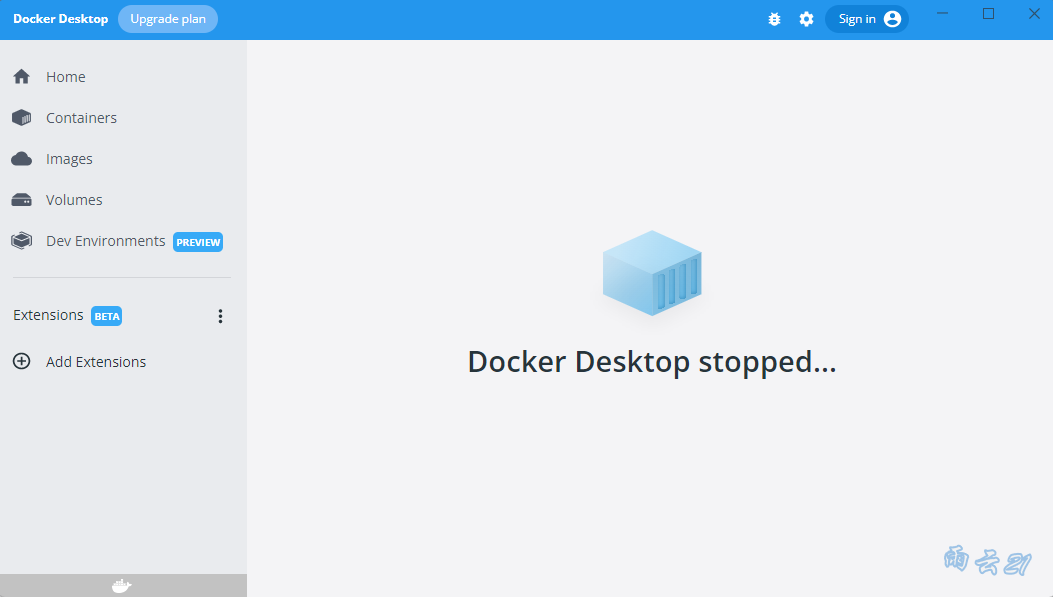 Docker Desktop Upgrade plan Sign in
Home
Containers
Images
Volumes
Dev Environments PREVIEW
Extensions BETA
Add Extensions
Docker Desktop stopped...
雨云21